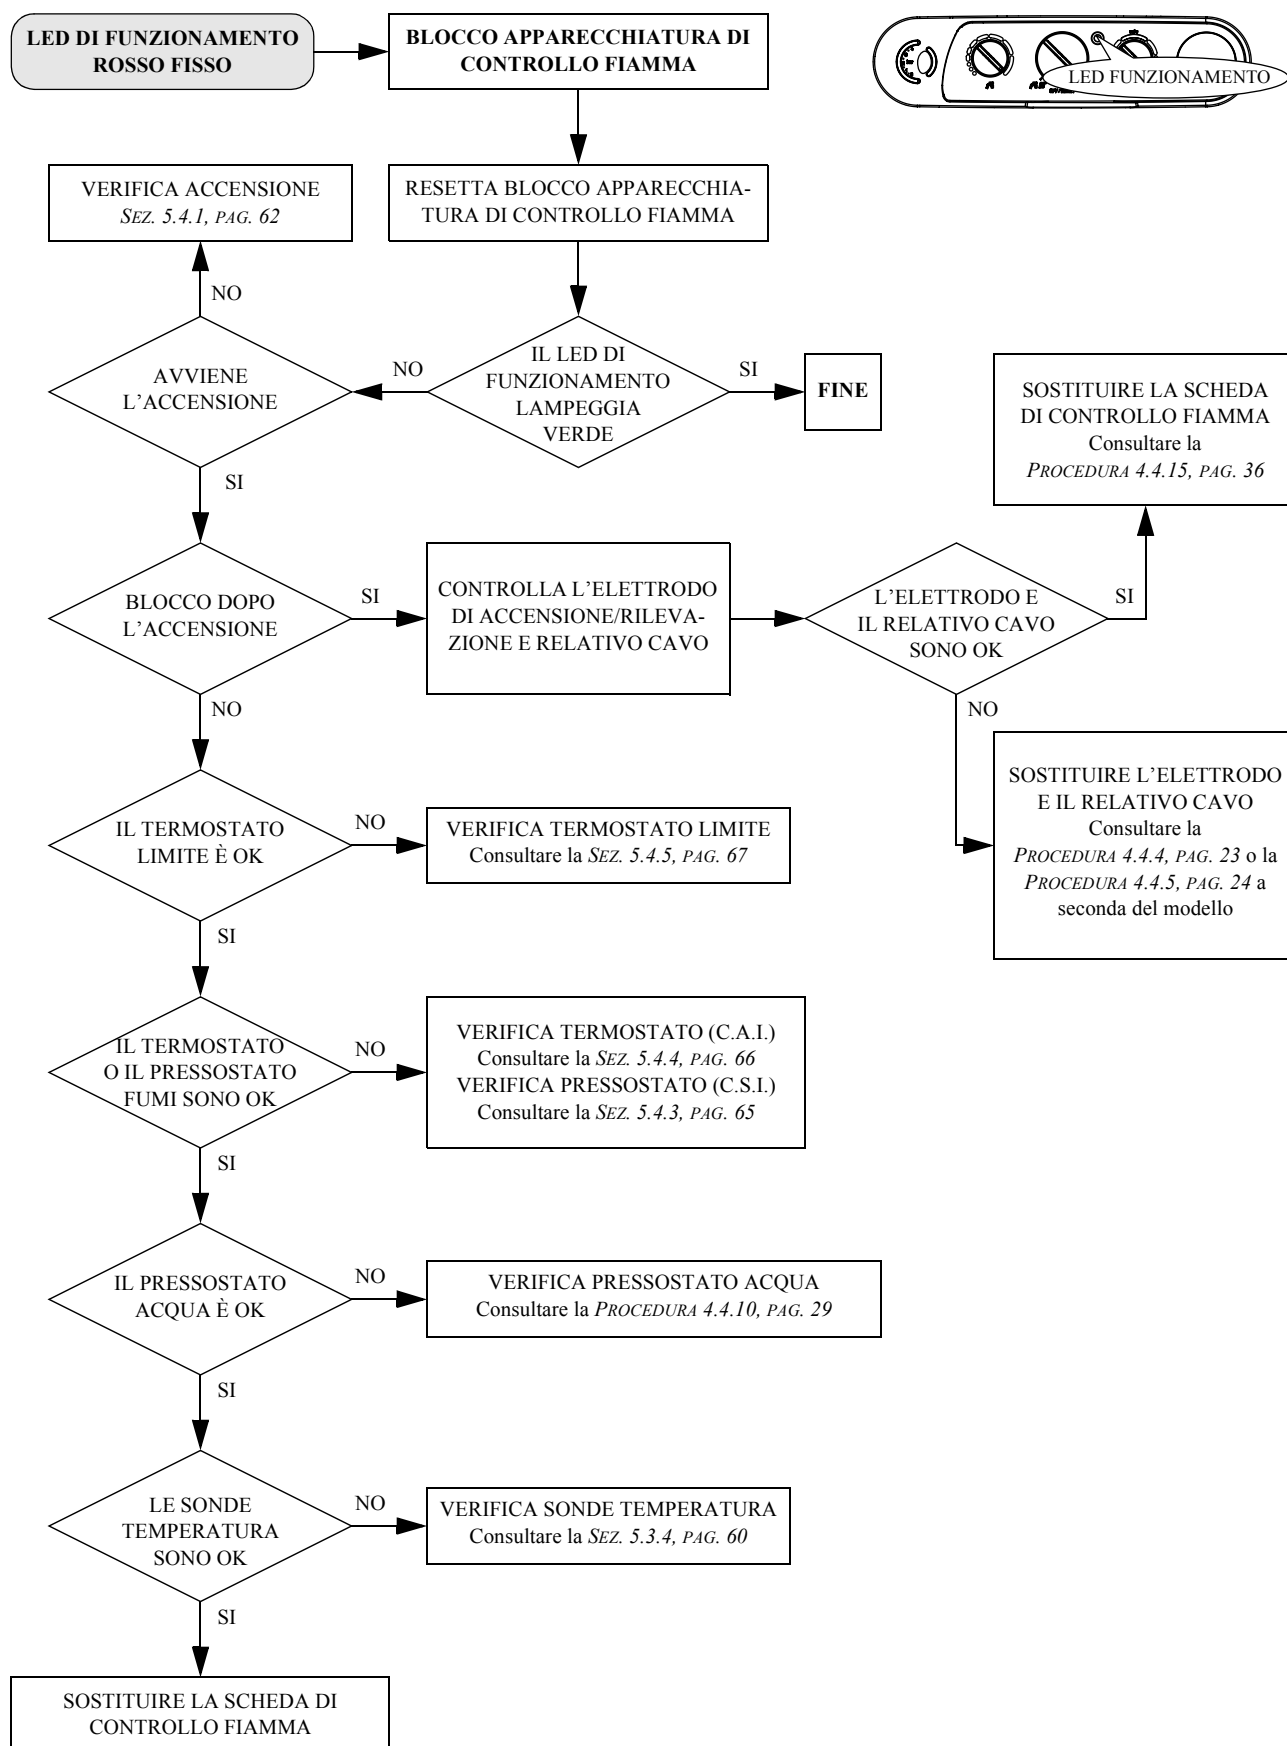 LED DI FUNZIONAMENTO
ROSSO FISSO
BLOCCO APPARECCHIATURA DI
CONTROLLO FIAMMA
LED FUNZIONAMENTO
VERIFICA ACCENSIONE
SEZ. 5.4.1, PAG. 62
RESETTA BLOCCO APPARECCHIA-
TURA DI CONTROLLO FIAMMA
NO
AVVIENE
L'ACCENSIONE
NO
IL LED DI
FUNZIONAMENTO
LAMPEGGIA
VERDE
SI
FINE
SOSTITUIRE LA SCHEDA
DI CONTROLLO FIAMMA
Consultare la
PROCEDURA 4.4.15, PAG. 36
SI
BLOCCO DOPO
L'ACCENSIONE
SI
CONTROLLA L'ELETTRODO
DI ACCENSIONE/RILEVA-
ZIONE E RELATIVO CAVO
L'ELETTRODO E
IL RELATIVO CAVO
SONO OK
SI
NO
NO
SOSTITUIRE L'ELETTRODO
E IL RELATIVO CAVO
Consultare la
PROCEDURA 4.4.4, PAG. 23 o la
PROCEDURA 4.4.5, PAG. 24 a
seconda del modello
IL TERMOSTATO
LIMITE È OK
NO
VERIFICA TERMOSTATO LIMITE
Consultare la SEZ. 5.4.5, PAG. 67
SI
IL TERMOSTATO
O IL PRESSOSTATO
FUMI SONO OK
NO
VERIFICA TERMOSTATO (C.A.I.)
Consultare la SEZ. 5.4.4, PAG. 66
VERIFICA PRESSOSTATO (C.S.I.)
Consultare la SEZ. 5.4.3, PAG. 65
SI
IL PRESSOSTATO
ACQUA È OK
NO
VERIFICA PRESSOSTATO ACQUA
Consultare la PROCEDURA 4.4.10, PAG. 29
SI
LE SONDE
TEMPERATURA
SONO OK
NO
VERIFICA SONDE TEMPERATURA
Consultare la SEZ. 5.3.4, PAG. 60
SI
SOSTITUIRE LA SCHEDA DI
CONTROLLO FIAMMA